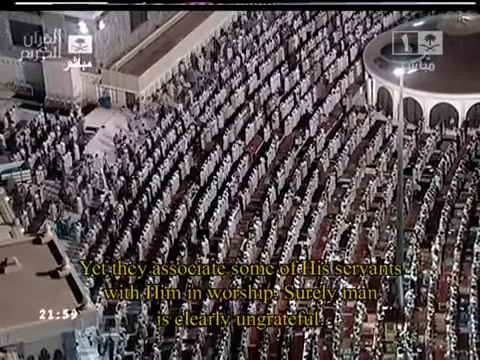 القرآن
الكريم
مباشر
1
مباشر
Yet they associate some of His servants
with Him in worship. Surely man
is clearly ungrateful.
21:59